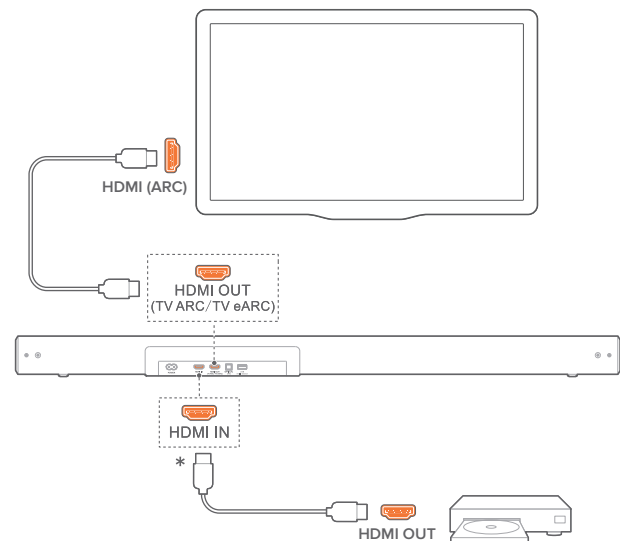 HDMI (ARC)
HDMI OUT
(TV ARC/TV eARC)
HDMI IN
*
HDMI OUT